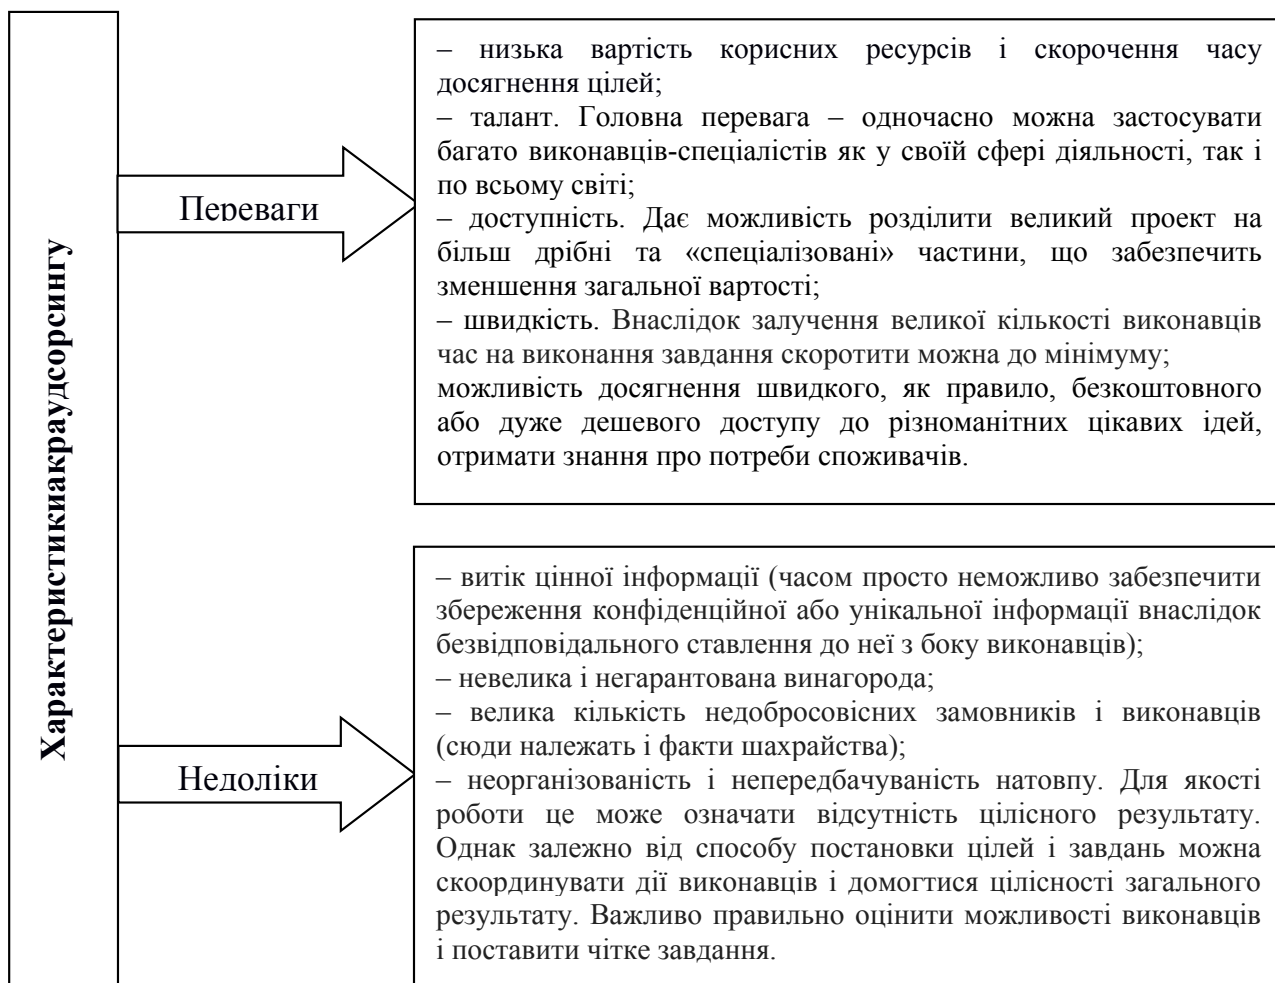 Характеристикиакраудсорсингу
Переваги
– низька вартість корисних ресурсів і скорочення часу
досягнення цілей;
– талант. Головна перевага – одночасно можна застосувати
багато виконавців-спеціалістів як у своїй сфері діяльності, так і
по всьому світі;
– доступність. Дає можливість розділити великий проект на
більш дрібні та «спеціалізовані» частини, що забезпечить
зменшення загальної вартості;
– швидкість. Внаслідок залучення великої кількості виконавців
час на виконання завдання скоротити можна до мінімуму;
можливість досягнення швидкого, як правило, безкоштовного
або дуже дешевого доступу до різноманітних цікавих ідей,
отримати знання про потреби споживачів.
Недоліки
– витік цінної інформації (часом просто неможливо забезпечити
збереження конфіденційної або унікальної інформації внаслідок
безвідповідального ставлення до неї з боку виконавців);
– невелика і негарантована винагорода;
– велика кількість недобросовісних замовників і виконавців
(сюди належать і факти шахрайства);
– неорганізованість і непередбачуваність натовпу. Для якості
роботи це може означати відсутність цілісного результату.
Однак залежно від способу постановки цілей і завдань можна
скоординувати дії виконавців і домогтися цілісності загального
результату. Важливо правильно оцінити можливості виконавців
і поставити чітке завдання.